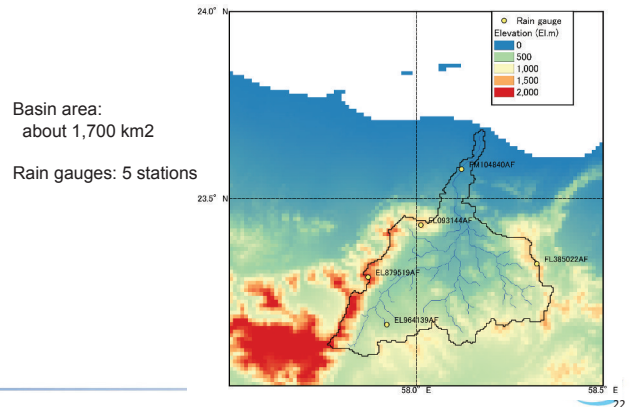 24.0° N
Rain gauge
Elevation (El.m)
0
500
1,000
1,500
2,000
Basin area:
about 1,700 km2
Rain gauges: 5 stations
FM104840AF
23.5° N
EL093144AF
FL385022AF
EL879519AF
EL964139AF
58.0° E
58.5° E
22